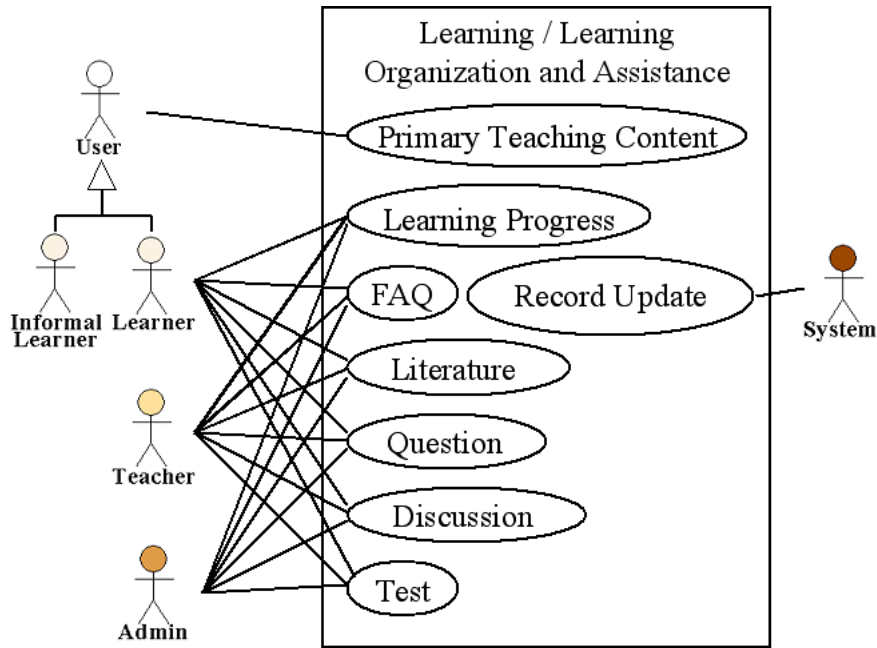 Learning / Learning
Organization and Assistance
Primary Teaching Content
User
Learning Progress
FAQ
Record Update
Informal
Learner
Learner
System
Literature
Question
Teacher
Discussion
Test
Admin